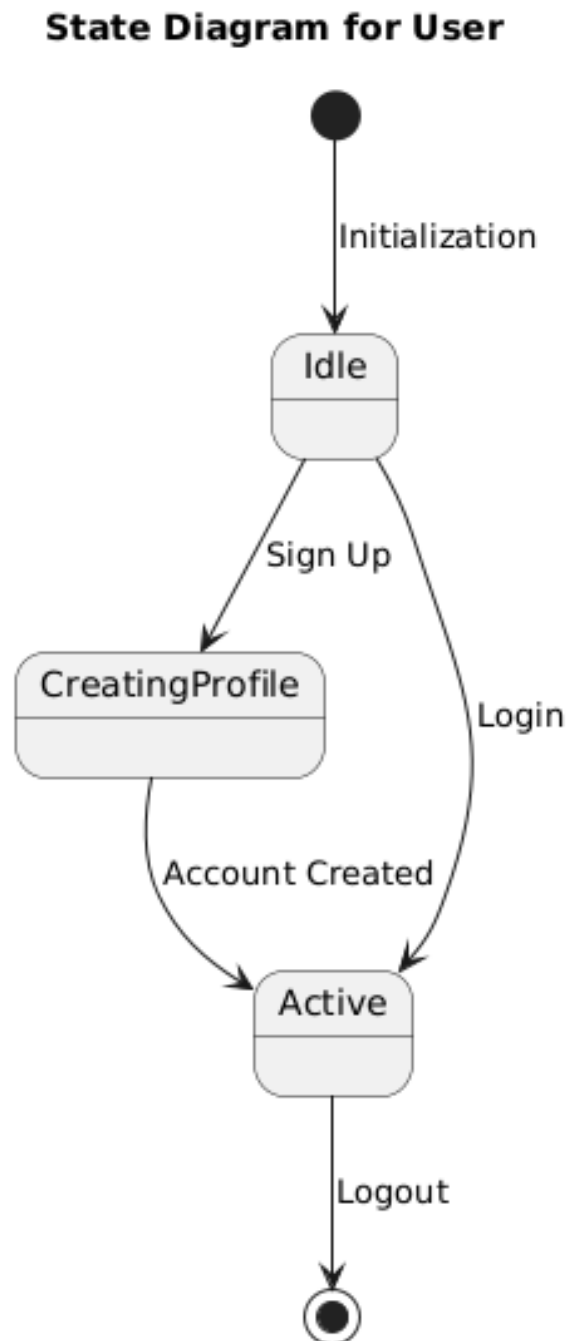 State Diagram for User
Initialization
Idle
Sign Up
CreatingProfile
Login
Account Created
Active
Logout